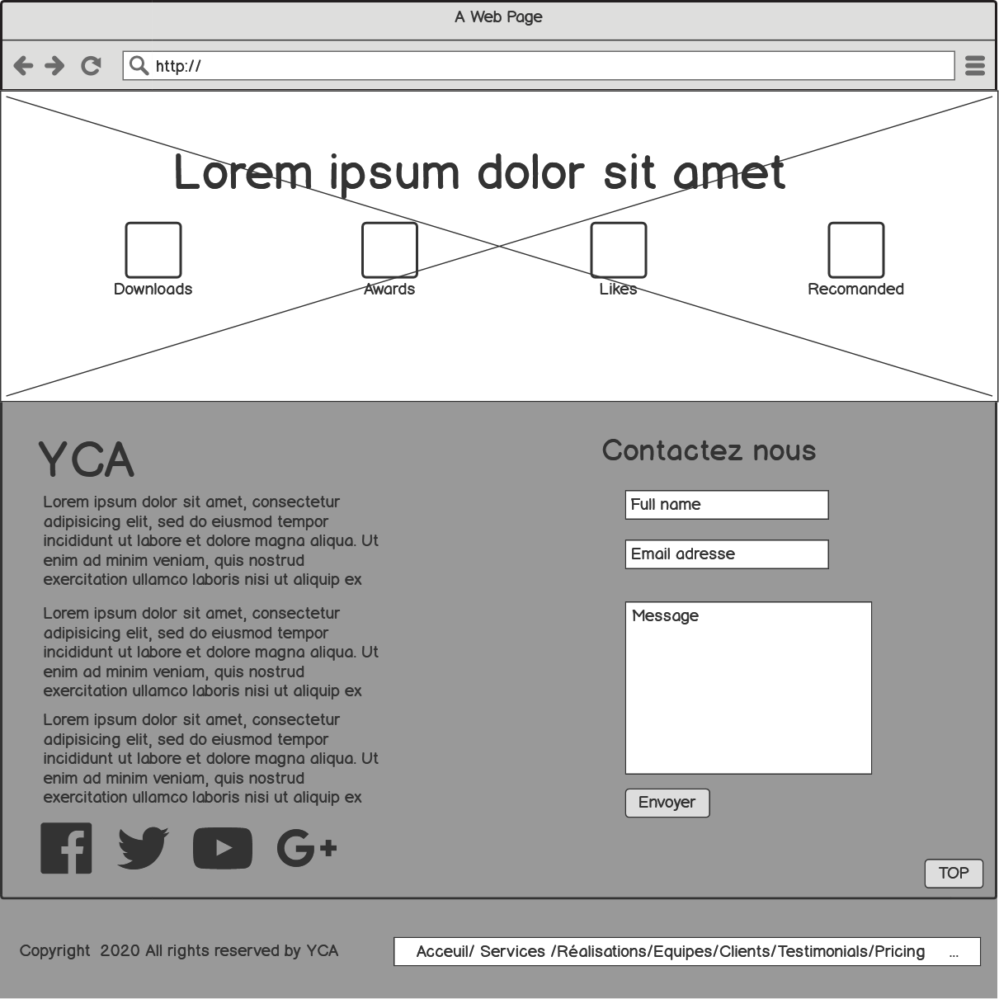 A Web Page
http://
Lorem ipsum dolor sit amet
Downloads
Awards
Likes
Recomanded
YCA
Lorem ipsum dolor sit amet, consectetur
adipisicing elit, sed do eiusmod tempor
incididunt ut labore et dolore magna aliqua. Ut
enim ad minim veniam, quis nostrud
exercitation ullamco laboris nisi ut aliquip ex
Lorem ipsum dolor sit amet, consectetur
adipisicing elit, sed do eiusmod tempor
incididunt ut labore et dolore magna aliqua. Ut
enim ad minim veniam, quis nostrud
exercitation ullamco laboris nisi ut aliquip ex
Lorem ipsum dolor sit amet, consectetur
adipisicing elit, sed do eiusmod tempor
incididunt ut labore et dolore magna aliqua. Ut
enim ad minim veniam, quis nostrud
exercitation ullamco laboris nisi ut aliquip ex
G+
Contactez nous
Full name
Email adresse
Message
Envoyer
TOP
Copyright  2020 All rights reserved by YCA
Acceuil/ Services /Réalisations/Equipes/Clients/Testimonials/Pricing ...